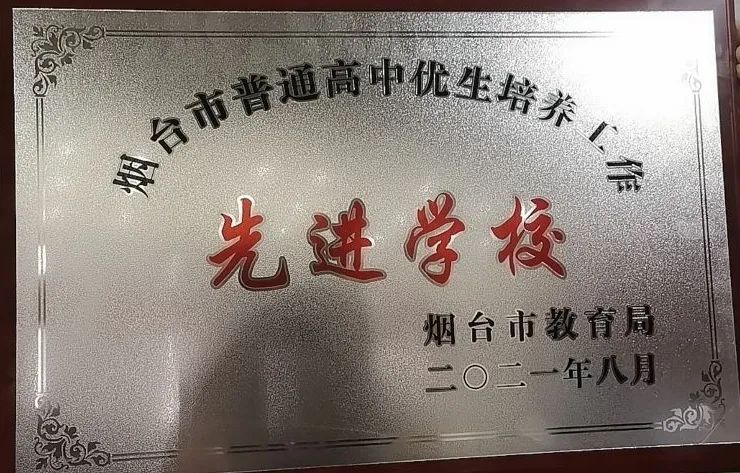 烟台市普通高中优生培养工作
先进学校
烟台市教育局
二〇二一年八月